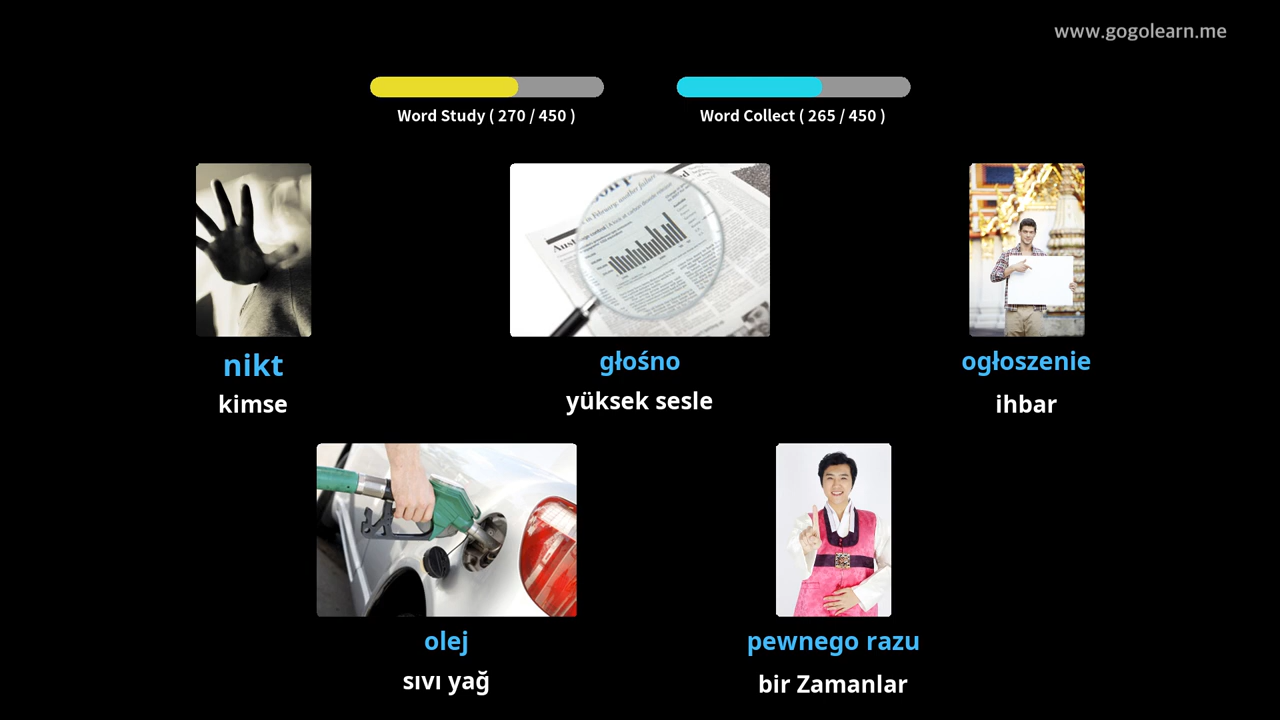 www.gogolearn.me
Word Study ( 270 / 450 )
Word Collect ( 265 / 450 )
nikt
kimse
głośno
yüksek sesle
ogłoszenie
ihbar
olej
sıvı yağ
pewnego razu
bir Zamanlar